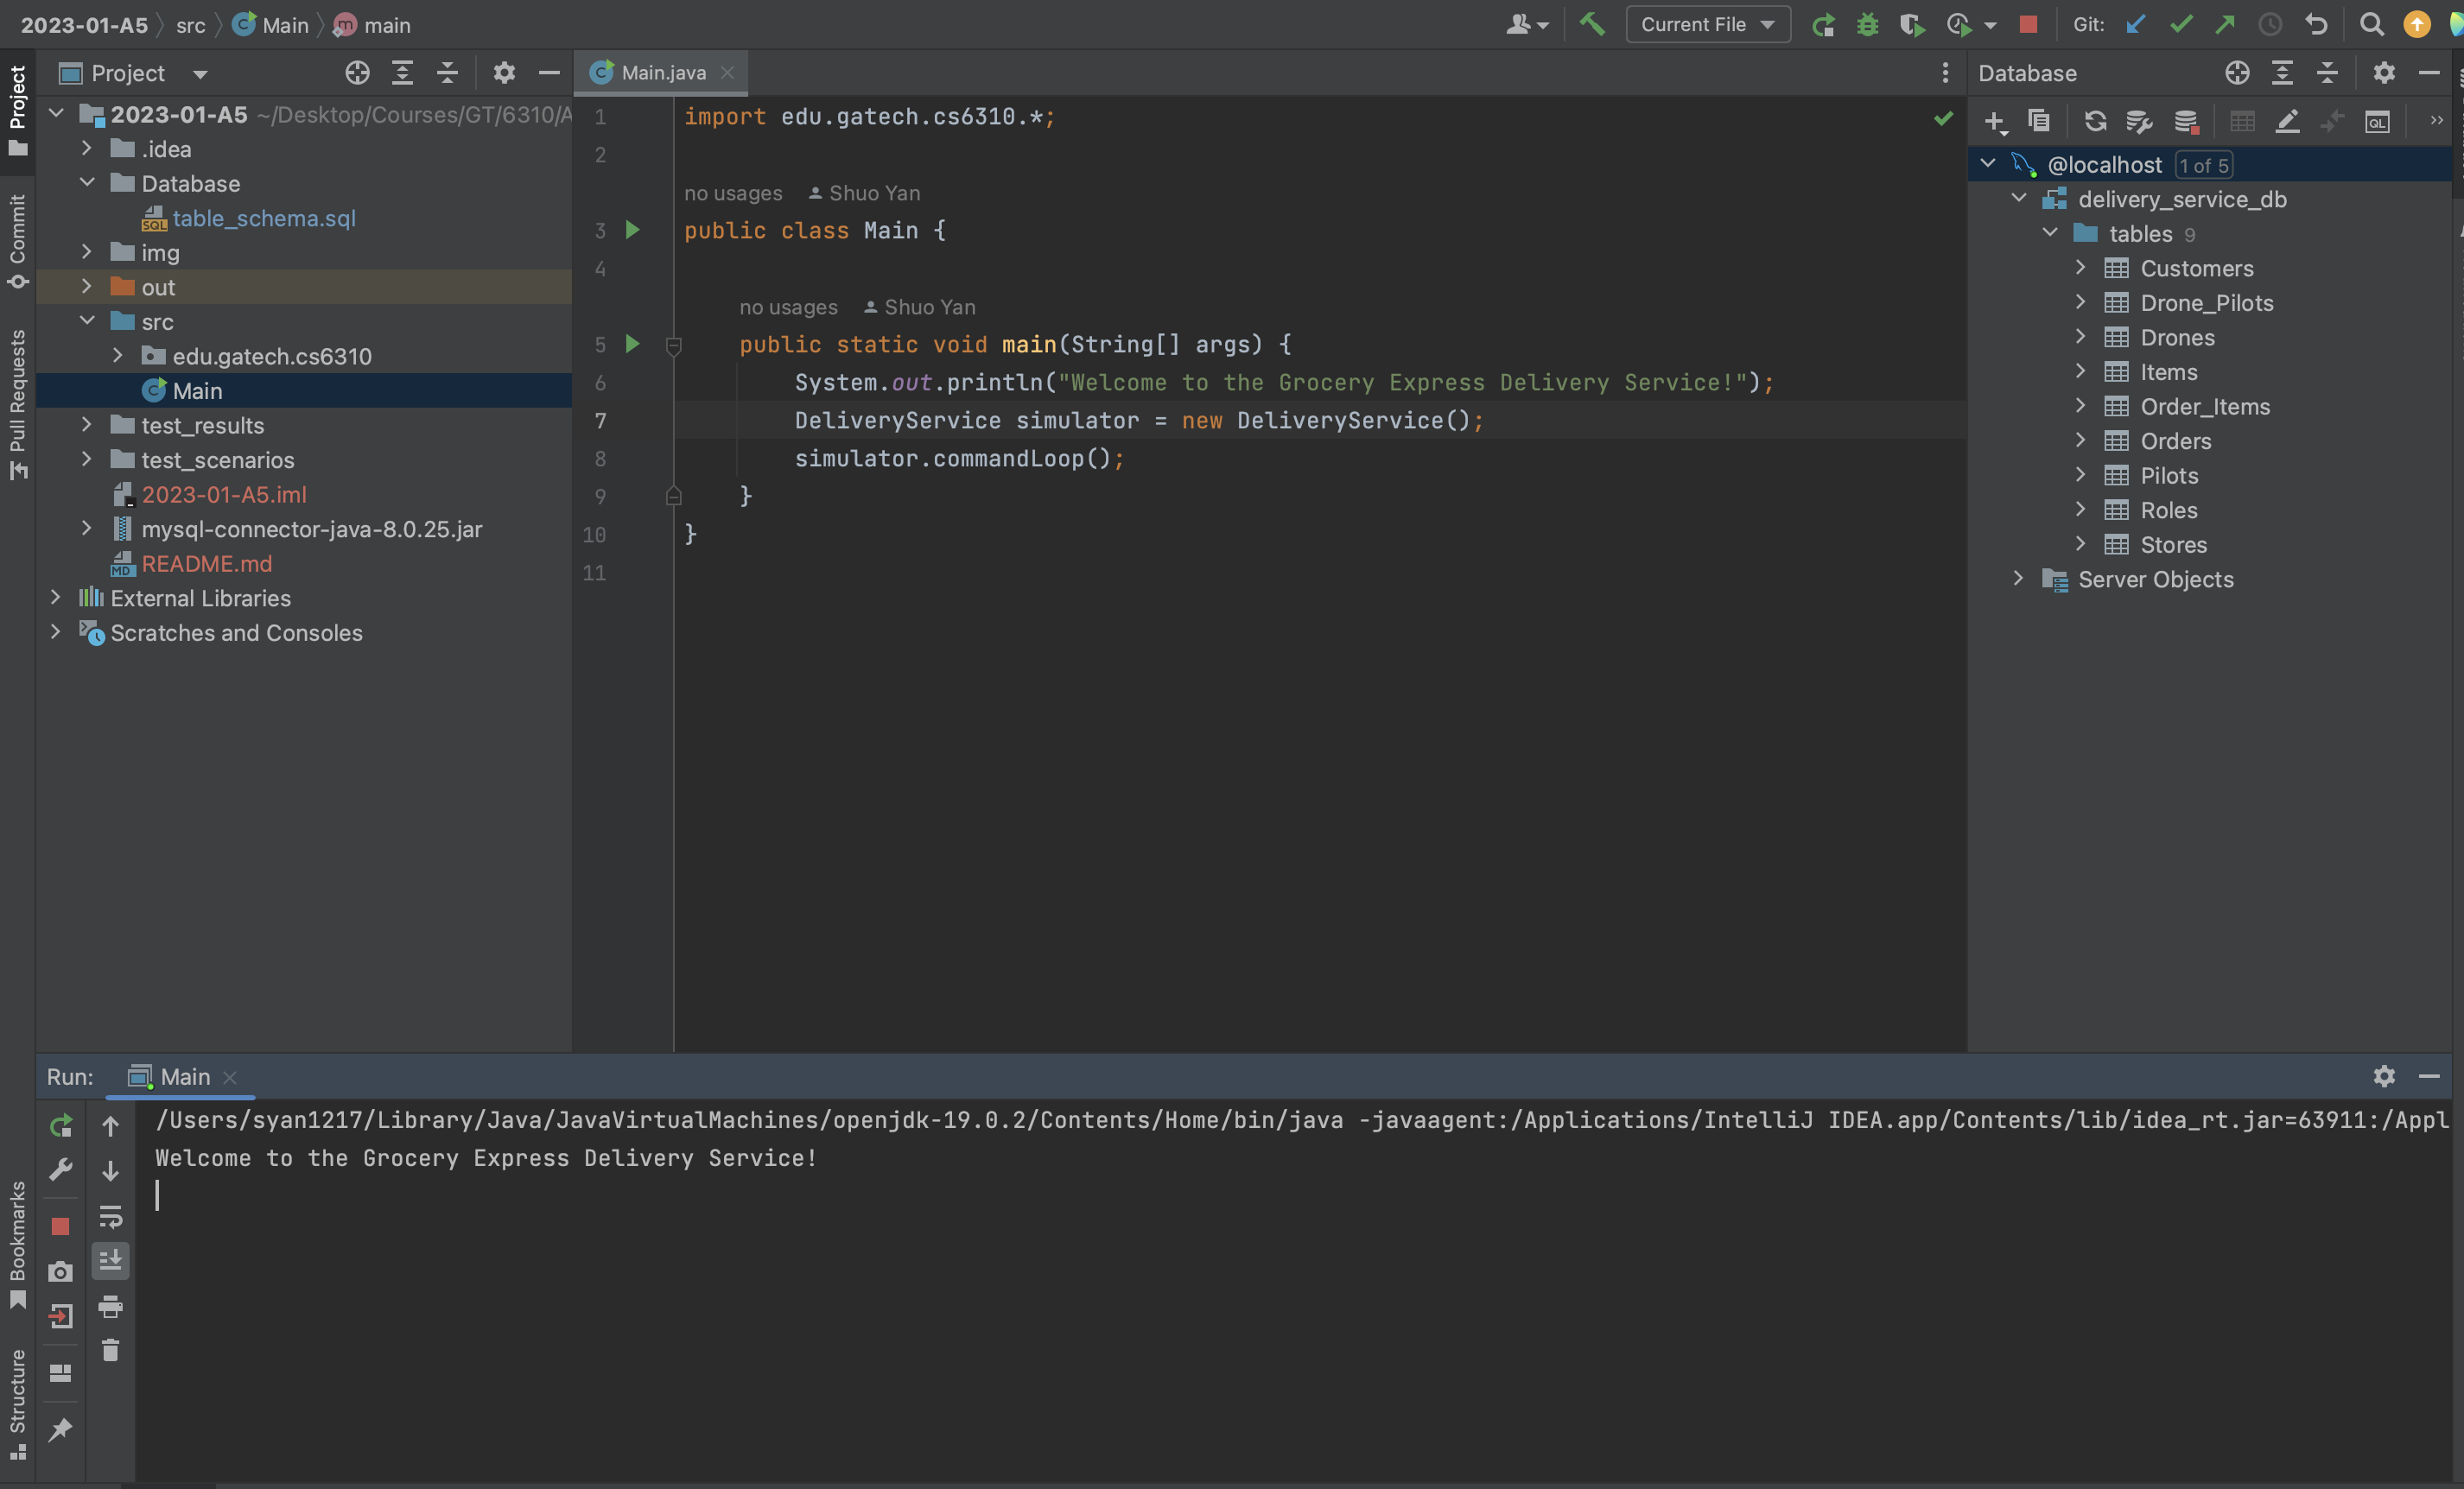 2023-01-A5 src Main main
Current File
Git:
Project
Commit
Pull Requests
Bookmarks
Structure
Project
2023-01-A5 ~/Desktop/Courses/GT/6310/A
.idea
Database
table_schema.sql
img
out
src
edu.gatech.cs6310
Main
test_results
test_scenarios
2023-01-A5.iml
mysql-connector-java-8.0.25.jar
README.md
External Libraries
Scratches and Consoles
Main.java
1 import edu.gatech.cs6310.*;
2
no usages Shuo Yan
3 public class Main {
4
no usages Shuo Yan
5 public static void main(String[] args) {
6 System.out.println("Welcome to the Grocery Express Delivery Service!");
7 DeliveryService simulator = new DeliveryService();
8 simulator.commandLoop();
9 }
10 }
11
Database
QL
@localhost 1 of 5
delivery_service_db
tables 9
Customers
Drone_Pilots
Drones
Items
Order_Items
Orders
Pilots
Roles
Stores
Server Objects
Run: Main
/Users/syan1217/Library/Java/JavaVirtualMachines/openjdk-19.0.2/Contents/Home/bin/java -javaagent:/Applications/IntelliJ IDEA.app/Contents/lib/idea_rt.jar=63911:/Appl
Welcome to the Grocery Express Delivery Service!